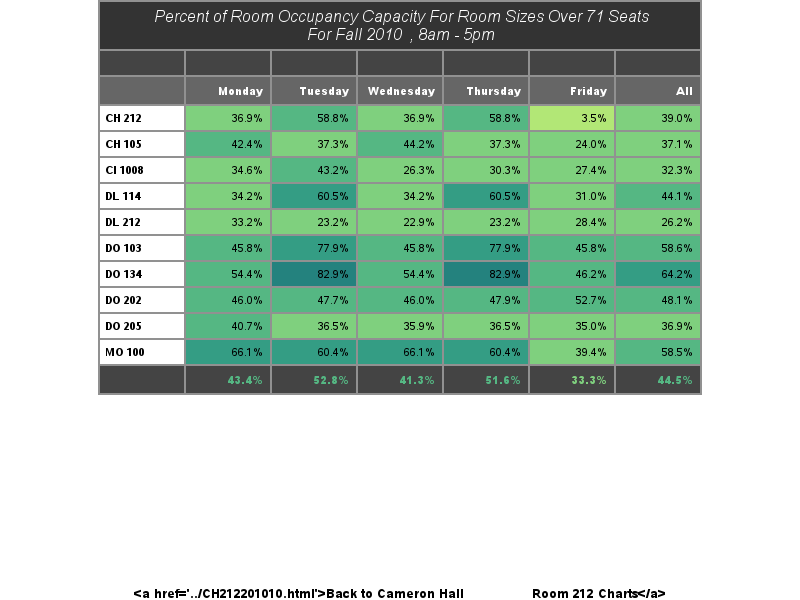 Percent of Room Occupancy Capacity For Room Sizes Over 71 Seats
For Fall 2010 , 8am - 5pm
Monday Tuesday Wednesday Thursday Friday All
CH 212 36.9% 58.8% 36.9% 58.8% 3.5% 39.0%
CH 105 42.4% 37.3% 44.2% 37.3% 24.0% 37.1%
CI 1008 34.6% 43.2% 26.3% 30.3% 27.4% 32.3%
DL 114 34.2% 60.5% 34.2% 60.5% 31.0% 44.1%
DL 212 33.2% 23.2% 22.9% 23.2% 28.4% 26.2%
DO 103 45.8% 77.9% 45.8% 77.9% 45.8% 58.6%
DO 134 54.4% 82.9% 54.4% 82.9% 46.2% 64.2%
DO 202 46.0% 47.7% 46.0% 47.9% 52.7% 48.1%
DO 205 40.7% 36.5% 35.9% 36.5% 35.0% 36.9%
MO 100 66.1% 60.4% 66.1% 60.4% 39.4% 58.5%
43.4% 52.8% 41.3% 51.6% 33.3% 44.5%
<a href='../CH212201010.html'>Back to Cameron Hall Room 212 Charts</a>